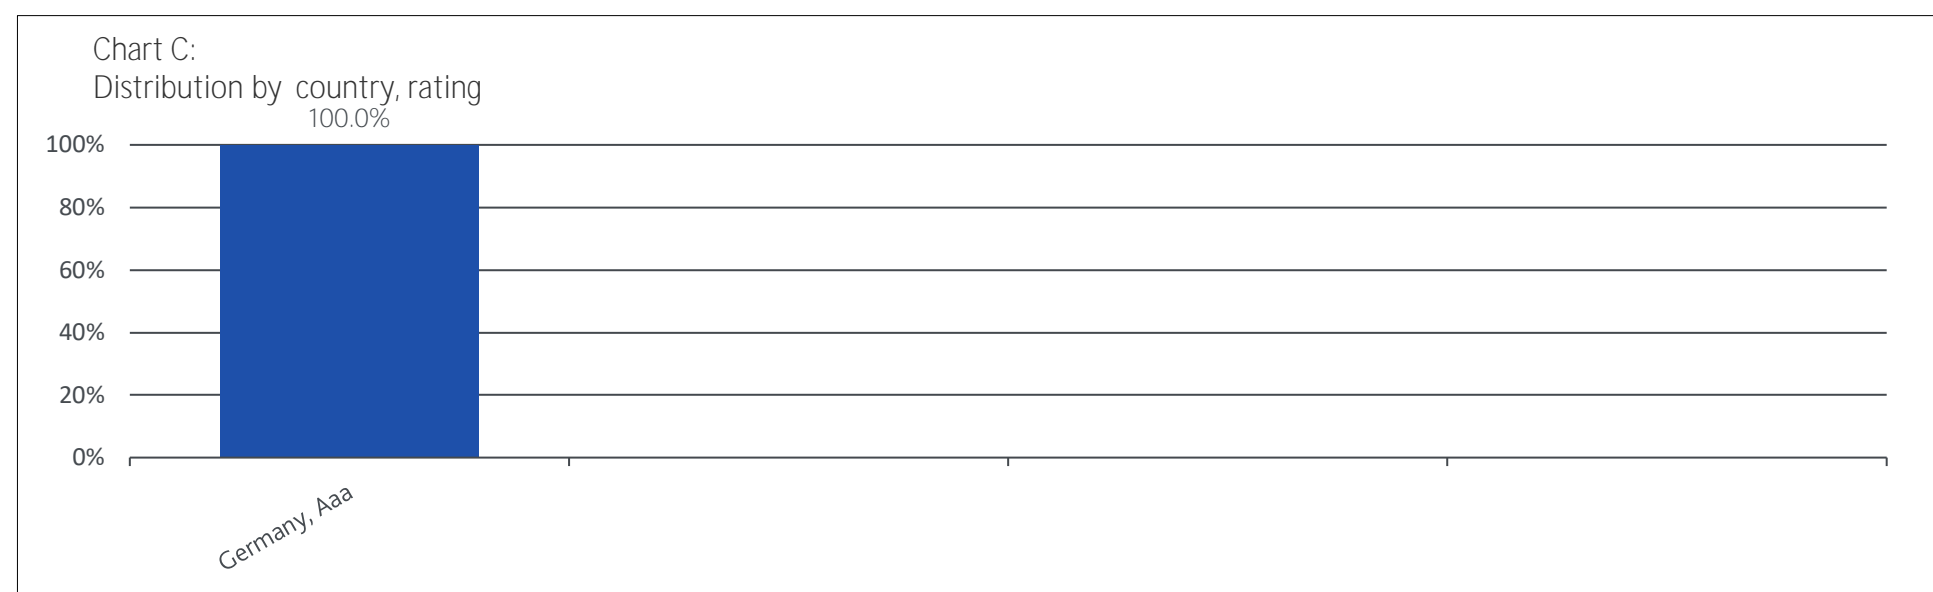 Chart C:
Distribution by country, rating
100.0%
100%
80%
60%
40%
20%
0%
Germany, Aaa